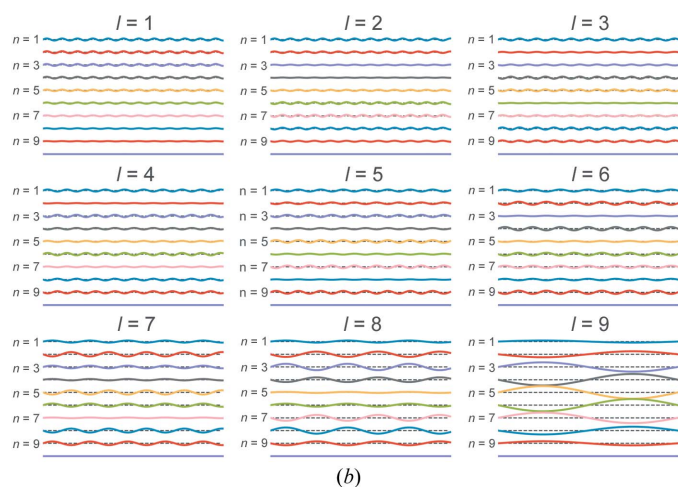 l = 1
n = 1
n = 3
n = 5
n = 7
n = 9
l = 2
n = 1
n = 3
n = 5
n = 7
n = 9
l = 3
n = 1
n = 3
n = 5
n = 7
n = 9
l = 4
n = 1
n = 3
n = 5
n = 7
n = 9
l = 5
n = 1
n = 3
n = 5
n = 7
n = 9
l = 6
n = 1
n = 3
n = 5
n = 7
n = 9
l = 7
n = 1
n = 3
n = 5
n = 7
n = 9
l = 8
n = 1
n = 3
n = 5
n = 7
n = 9
l = 9
n = 1
n = 3
n = 5
n = 7
n = 9
(b)